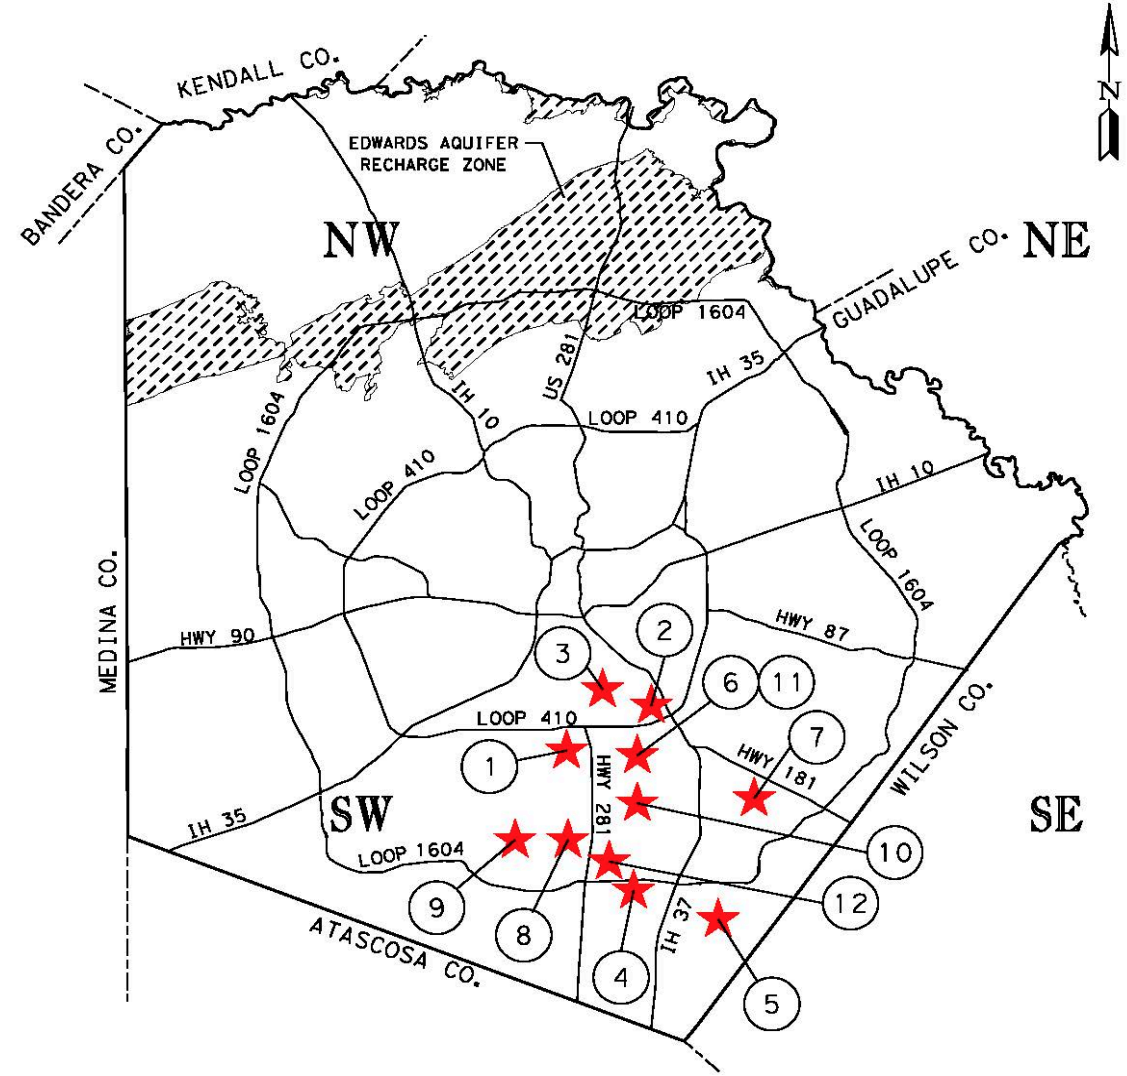 N
KENDALL CO.
BANDERA CO.
EDWARDS AQUIFER
RECHARGE ZONE
NW
NE
GUADALUPE CO.
LOOP 1604
US 281
IH 35
LOOP 1604
IH 10
LOOP 410
LOOP 410
IH 10
LOOP 1604
MEDINA CO.
HWY 90
HWY 87
3
2
6
11
WILSON CO.
LOOP 410
7
1
HWY 281
HWY 181
IH 35
SW
SE
LOOP 1604
10
9
8
12
IH 37
ATASCOSA CO.
4
5